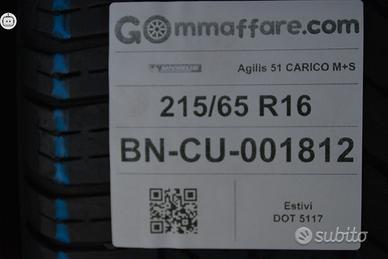 Gommaffare.com
MICHELIN Agilis 51 CARICO M+S
215/65 R16
BN-CU-001812
Estivi
DOT 5117
subito